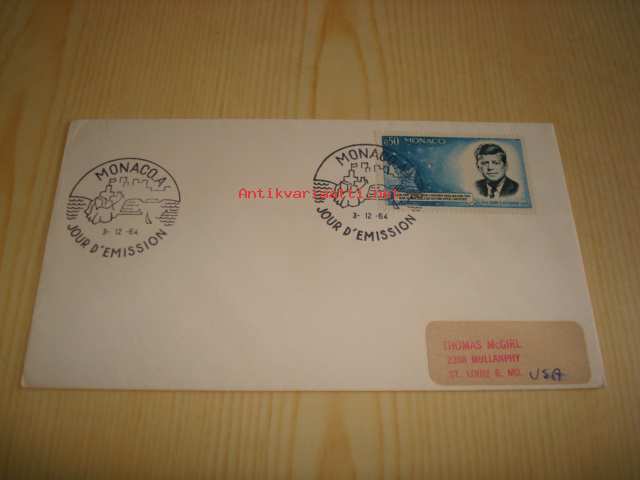 MONACO.A.
3- 12 -64
JOUR D'EMISSION
MONACO.A.
3- 12 -64
JOUR D'EMISSION
0.50 MONACO
Antikvariaatti.net
THOMAS McGIRL
2308 MULLANPHY
ST. LOUIS 6, MO. USA